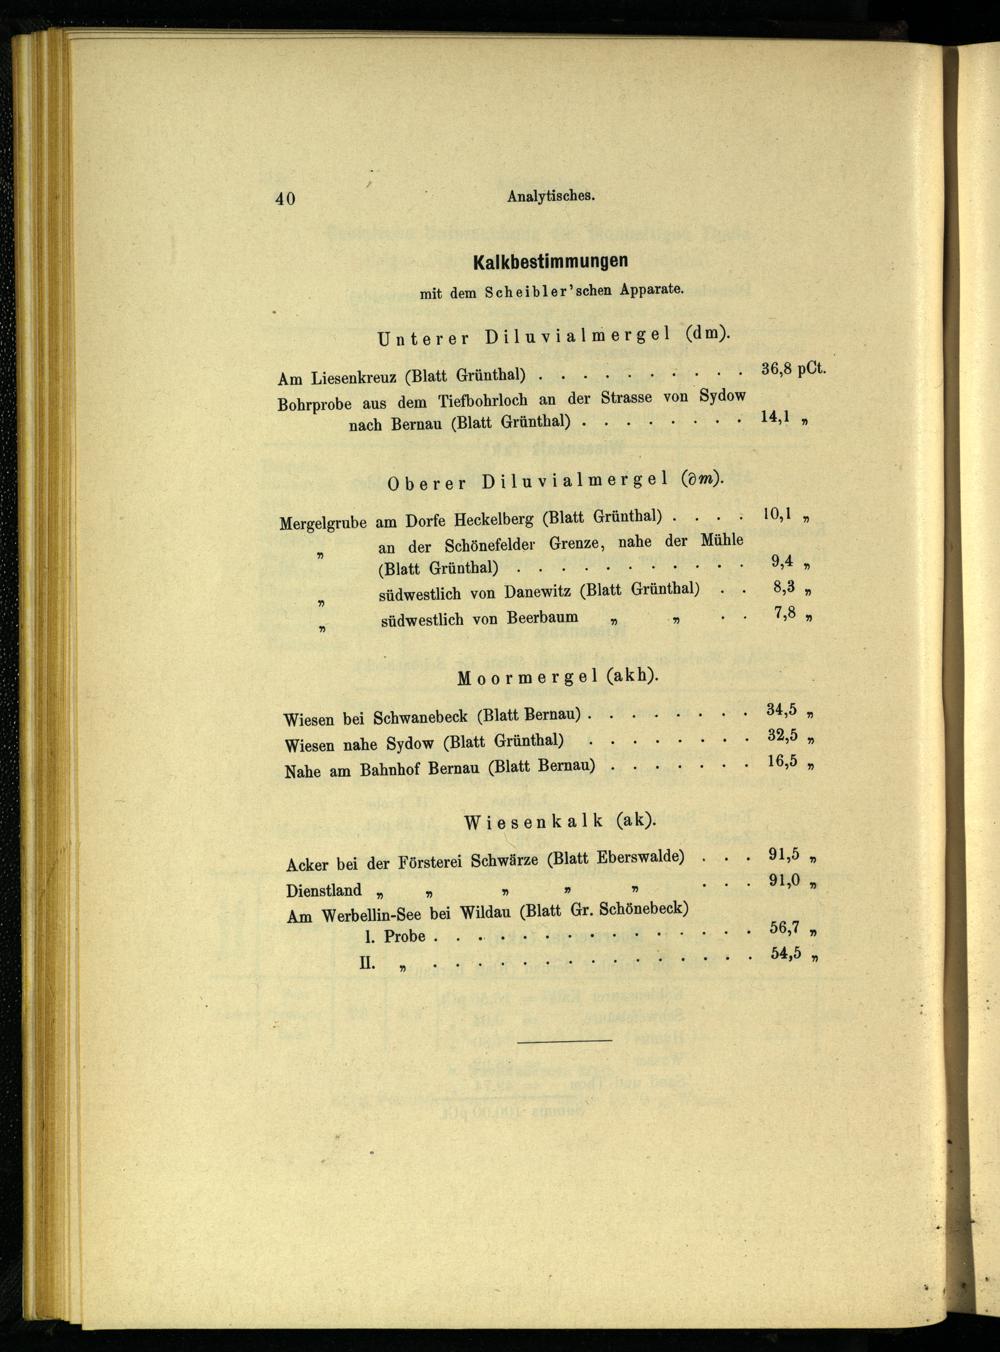 40 Analytisches.
Kalkbestimmungen
mit dem Scheibler'schen Apparate.
Unterer Diluvialmergel (dm).
Am Liesenkreuz (Blatt Grünthal) . . . . . . . . . . 36,8 pCt.
Bohrprobe aus dem Tiefbohrloch an der Strasse von Sydow
nach Bernau (Blatt Grünthal) . . . . . . . . 14,1 „
Oberer Diluvialmergel (∂m).
Mergelgrube am Dorfe Heckelberg (Blatt Grünthal) . . . . 10,1 „
„ an der Schönefelder Grenze, nahe der Mühle
(Blatt Grünthal) . . . . . . . . . . . 9,4 „
„ südwestlich von Danewitz (Blatt Grünthal) . . 8,3 „
„ südwestlich von Beerbaum „ „ . . 7,8 „
Moormergel (akh).
Wiesen bei Schwanebeck (Blatt Bernau) . . . . . . . . 34,5 „
Wiesen nahe Sydow (Blatt Grünthal) . . . . . . . . 32,5 „
Nahe am Bahnhof Bernau (Blatt Bernau) . . . . . . . 16,5 „
Wiesenkalk (ak).
Acker bei der Försterei Schwärze (Blatt Eberswalde) . . . 91,5 „
Dienstland „ „ „ „ „ . . . 91,0 „
Am Werbellin-See bei Wildau (Blatt Gr. Schönebeck)
I. Probe . . . . . . . . . . . . . . . 56,7 „
II. „ . . . . . . . . . . . . . . . 54,5 „